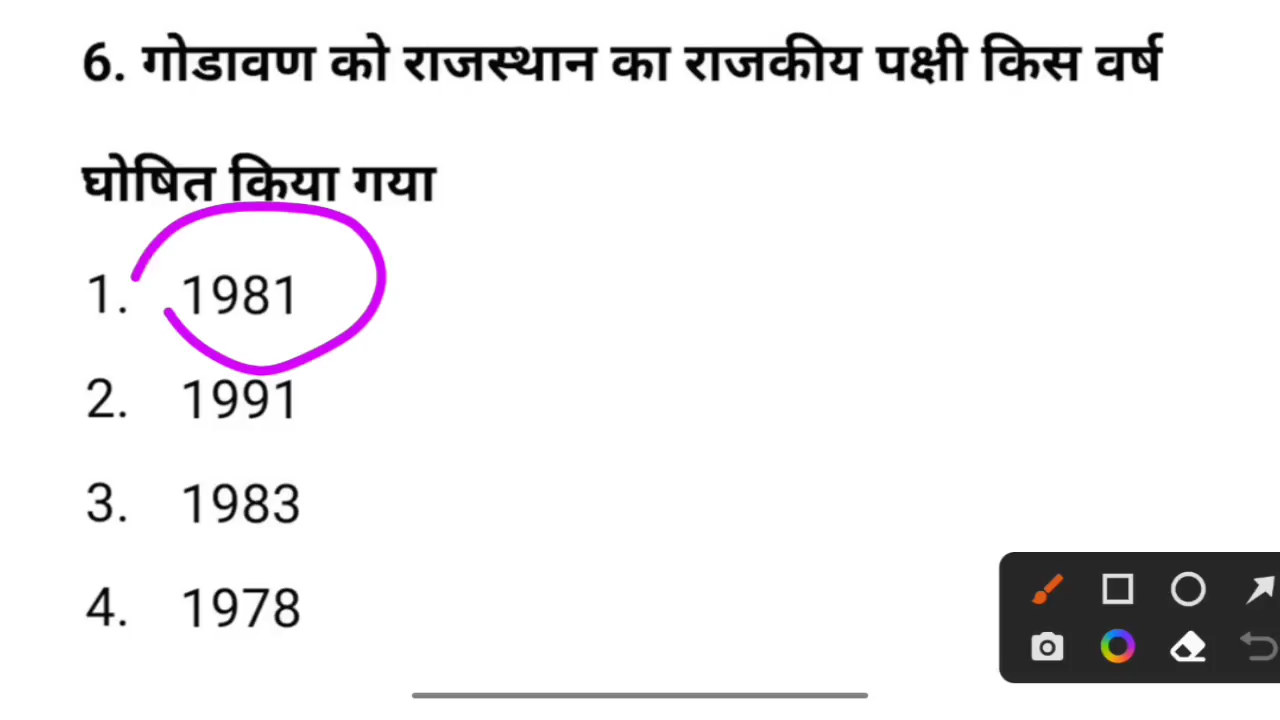 6. गोडावण को राजस्थान का राजकीय पक्षी किस वर्ष
घोषित किया गया
1. 1981
2. 1991
3. 1983
4. 1978